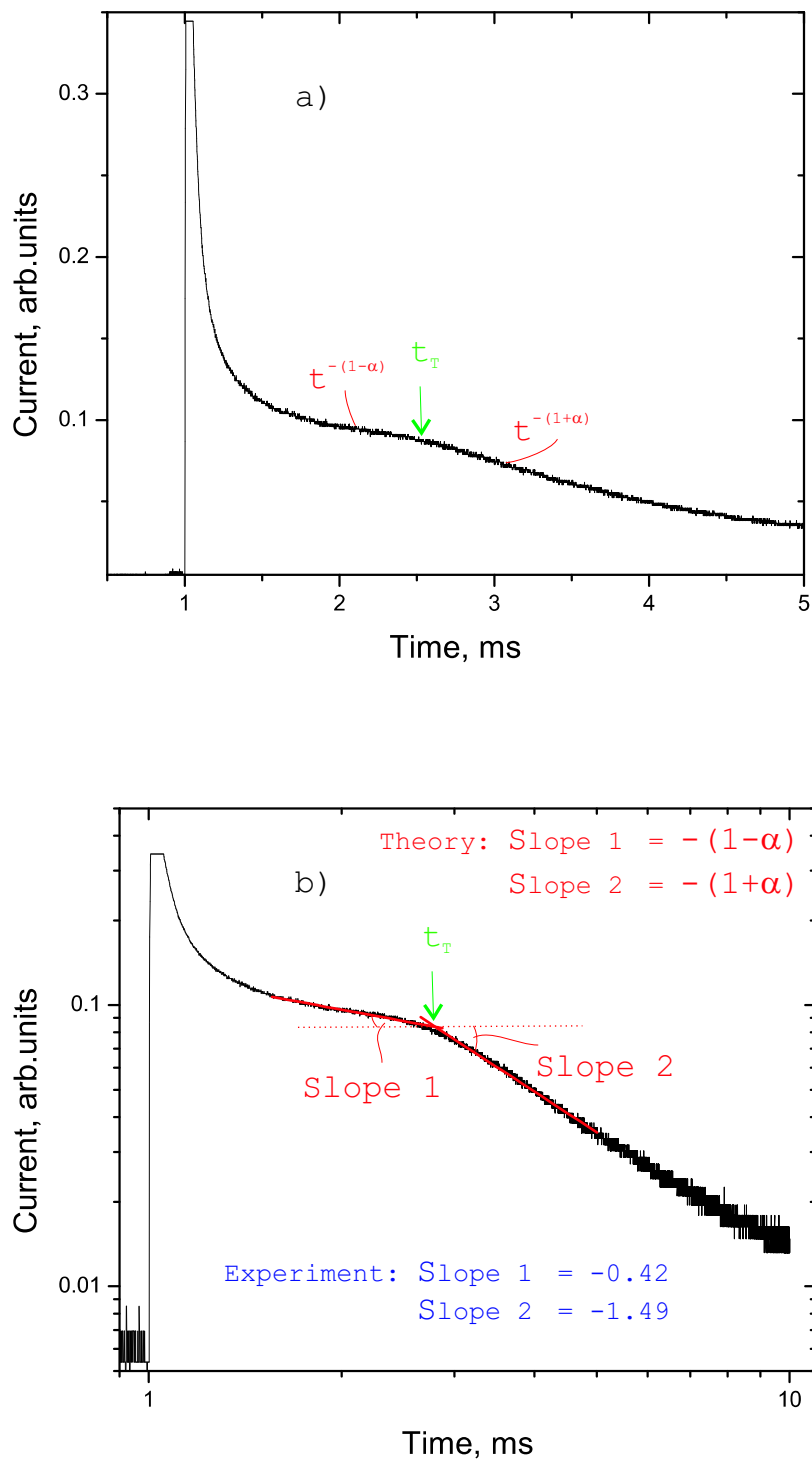 a)
0.3
0.2
0.1
Current, arb.units
t^-(1-α)
t_T
t^-(1+α)
1 2 3 4 5
Time, ms
Theory: Slope 1 = -(1-α)
Slope 2 = -(1+α)
b)
t_T
0.1
0.01
Current, arb.units
Slope 1
Slope 2
Experiment: Slope 1 = -0.42
Slope 2 = -1.49
1 10
Time, ms